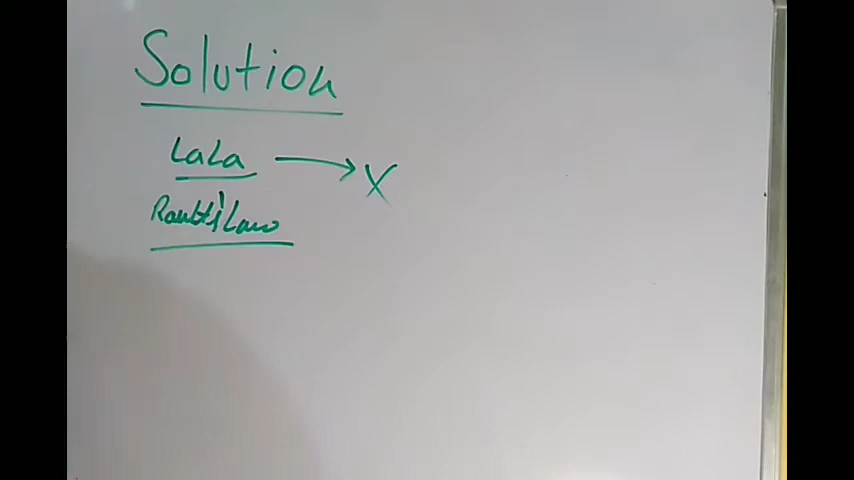 Solution
LaLa → X